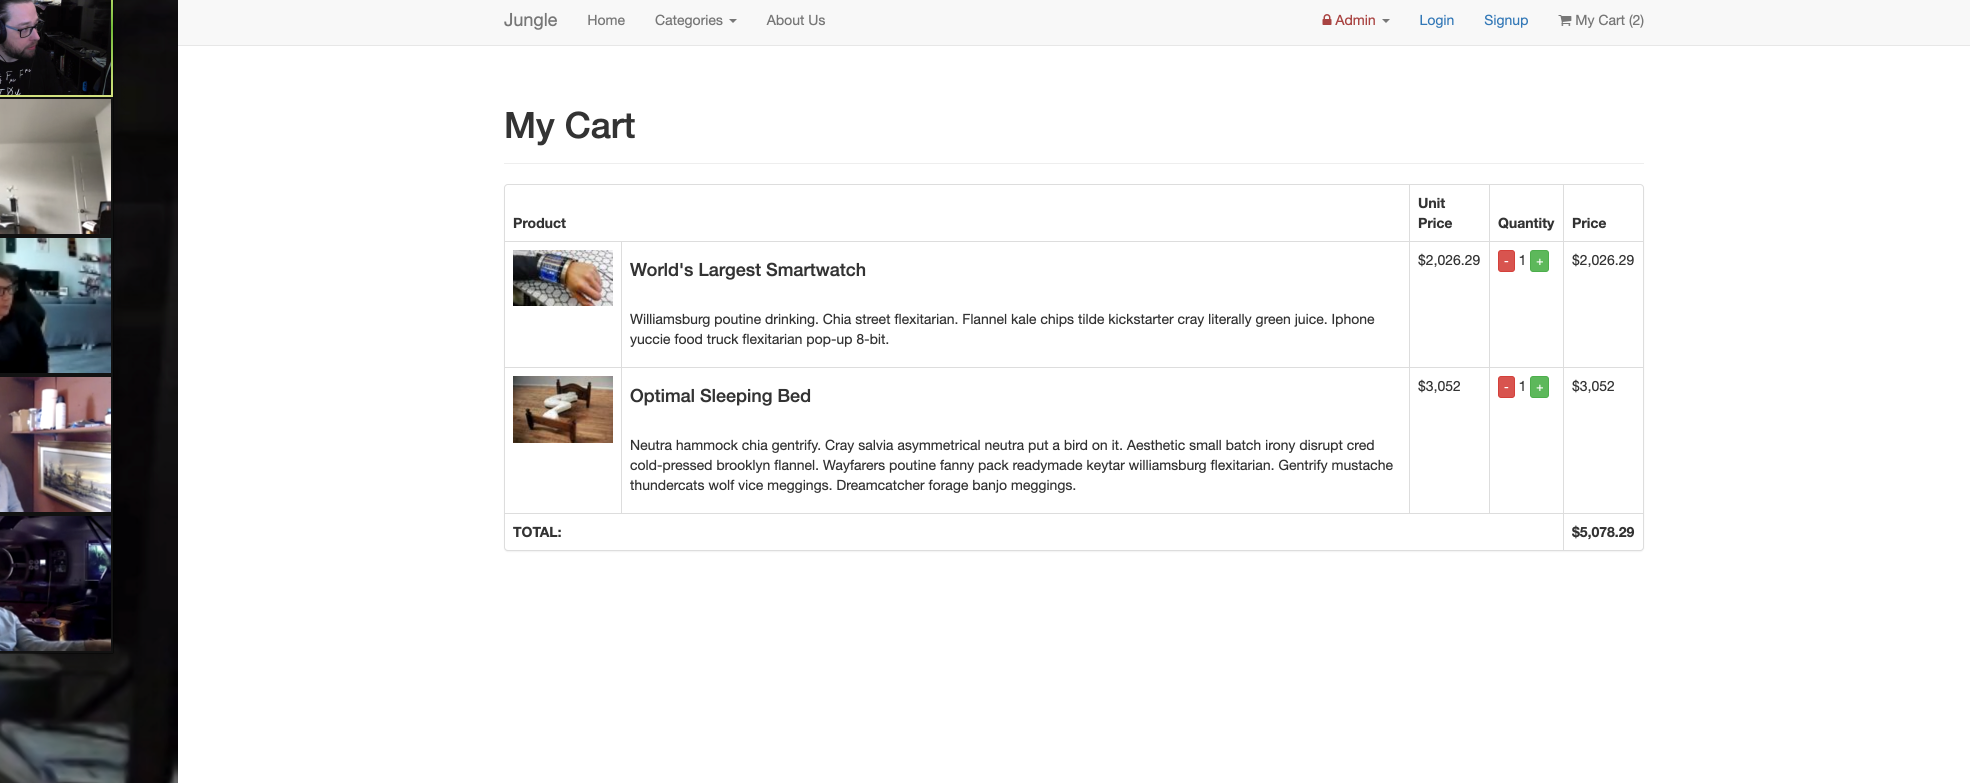 Jungle Home Categories About Us Admin Login Signup My Cart (2)
My Cart
Product Unit Price Quantity Price
World's Largest Smartwatch $2,026.29 - 1 + $2,026.29
Williamsburg poutine drinking. Chia street flexitarian. Flannel kale chips tilde kickstarter cray literally green juice. Iphone
yuccie food truck flexitarian pop-up 8-bit.
Optimal Sleeping Bed $3,052 - 1 + $3,052
Neutra hammock chia gentrify. Cray salvia asymmetrical neutra put a bird on it. Aesthetic small batch irony disrupt cred
cold-pressed brooklyn flannel. Wayfarers poutine fanny pack readymade keytar williamsburg flexitarian. Gentrify mustache
thundercats wolf vice meggings. Dreamcatcher forage banjo meggings.
TOTAL: $5,078.29